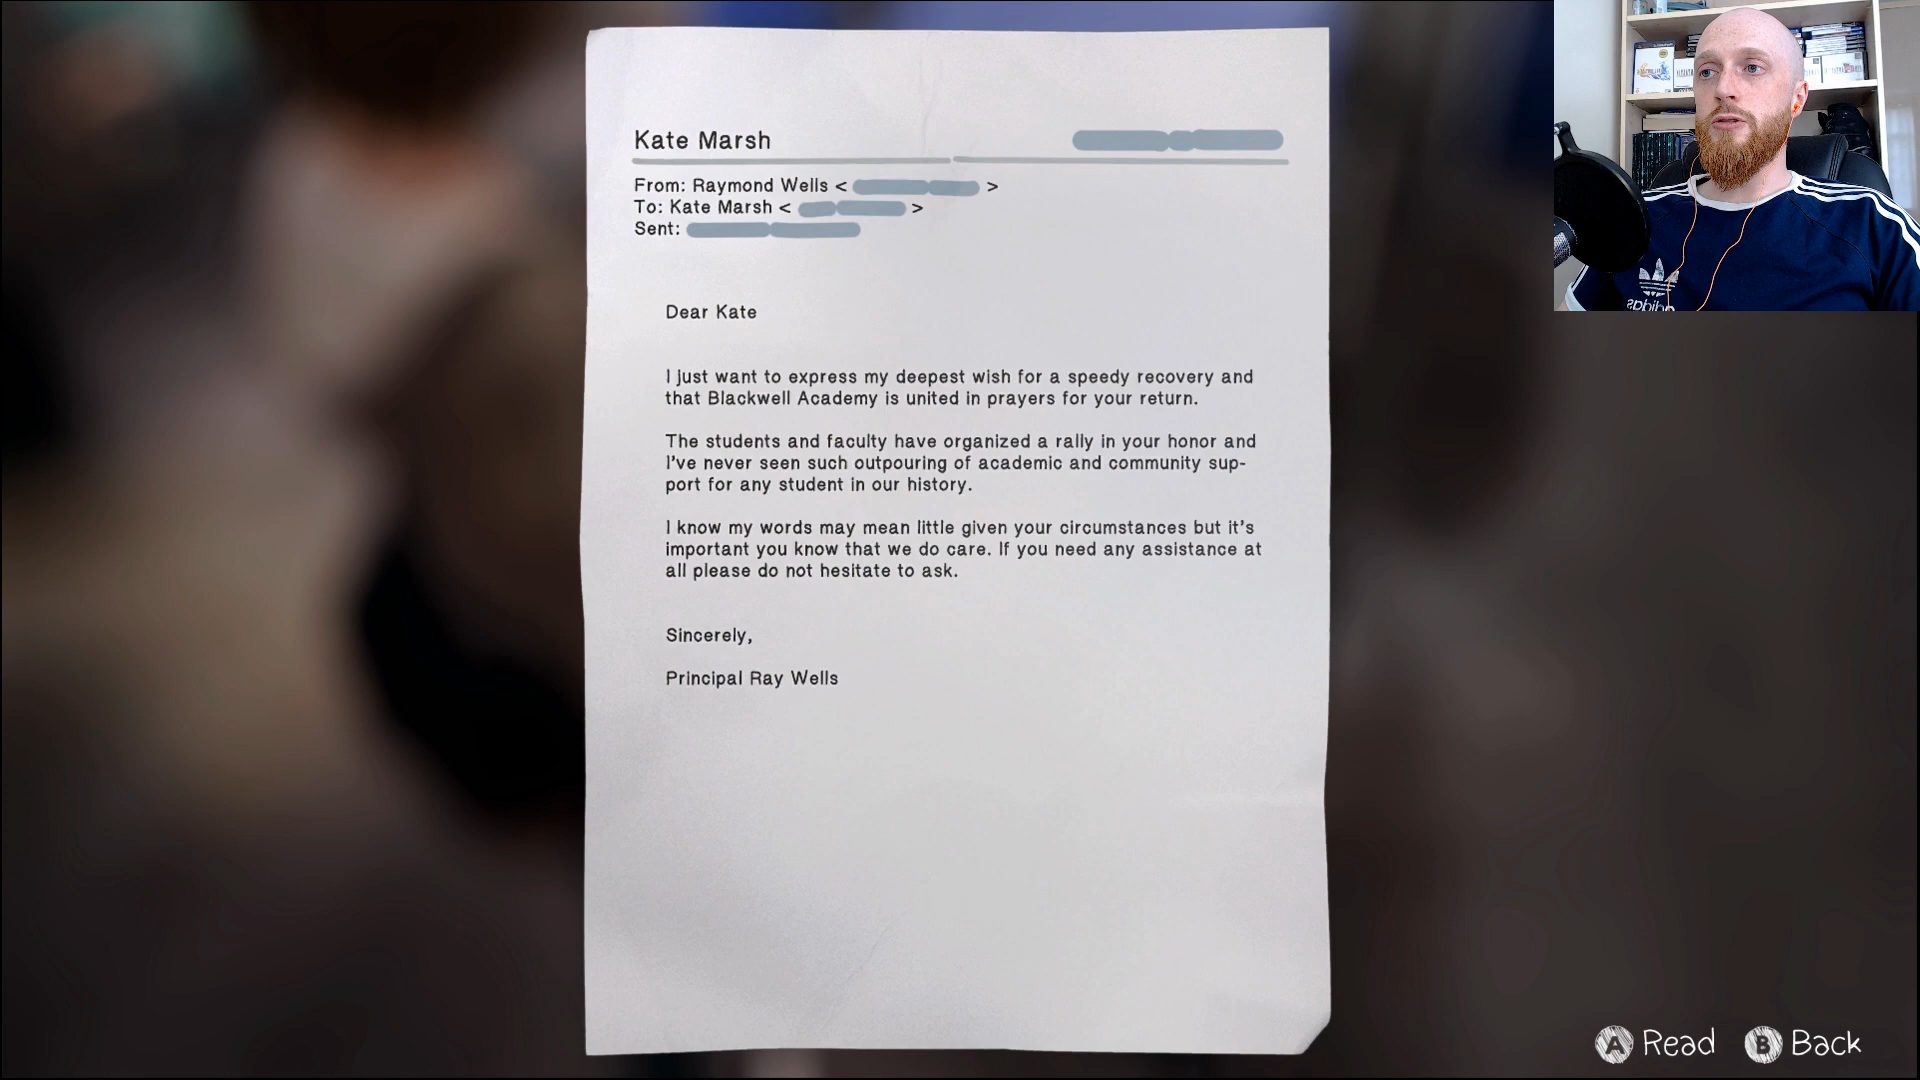 Kate Marsh
From: Raymond Wells < >
To: Kate Marsh < >
Sent:
Dear Kate
I just want to express my deepest wish for a speedy recovery and
that Blackwell Academy is united in prayers for your return.
The students and faculty have organized a rally in your honor and
I've never seen such outpouring of academic and community sup-
port for any student in our history.
I know my words may mean little given your circumstances but it's
important you know that we do care. If you need any assistance at
all please do not hesitate to ask.
Sincerely,
Principal Ray Wells
adidas
A Read B Back